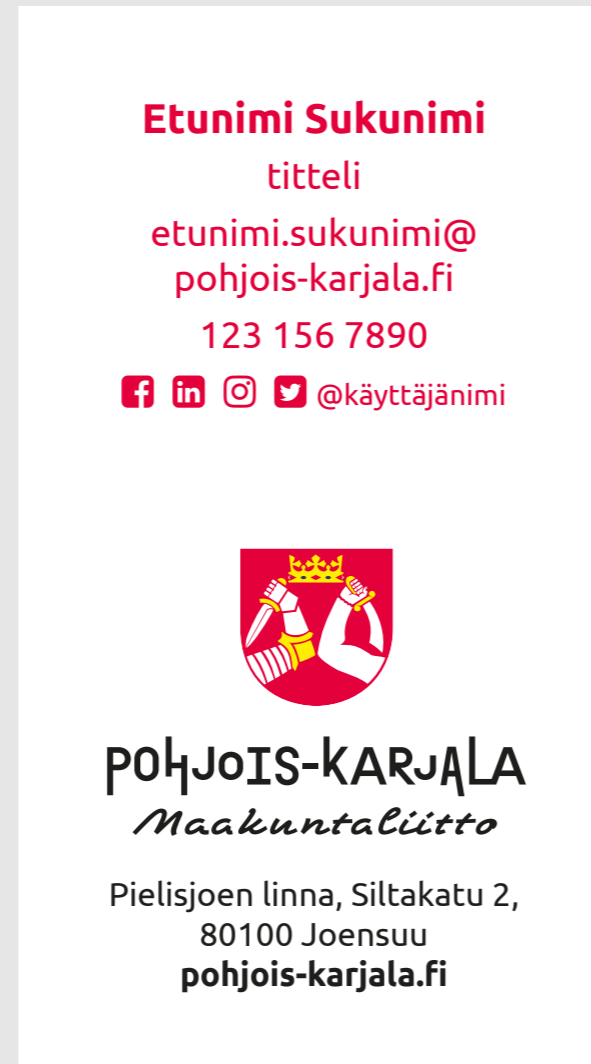 Etunimi Sukunimi
titteli
etunimi.sukunimi@
pohjois-karjala.fi
123 156 7890
@käyttäjänimi
POHJOIS-KARJALA
Maakuntaliitto
Pielisjoen linna, Siltakatu 2,
80100 Joensuu
pohjois-karjala.fi